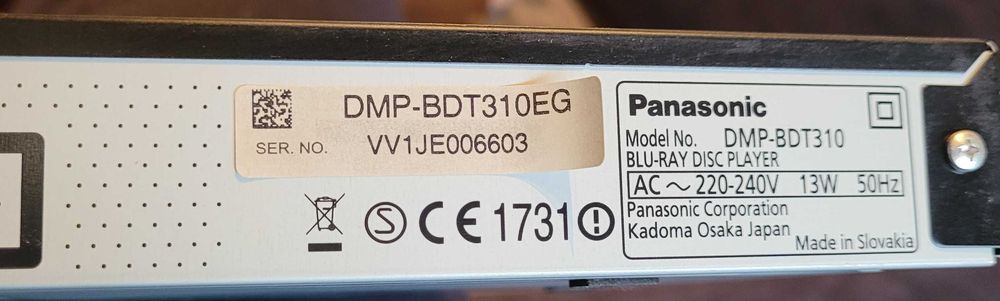 DMP-BDT310EG
SER. NO. VV1JE006603
S CE 1731
Panasonic
Model No. DMP-BDT310
BLU-RAY DISC PLAYER
AC ~ 220-240V 13W 50Hz
Panasonic Corporation
Kadoma Osaka Japan
Made in Slovakia